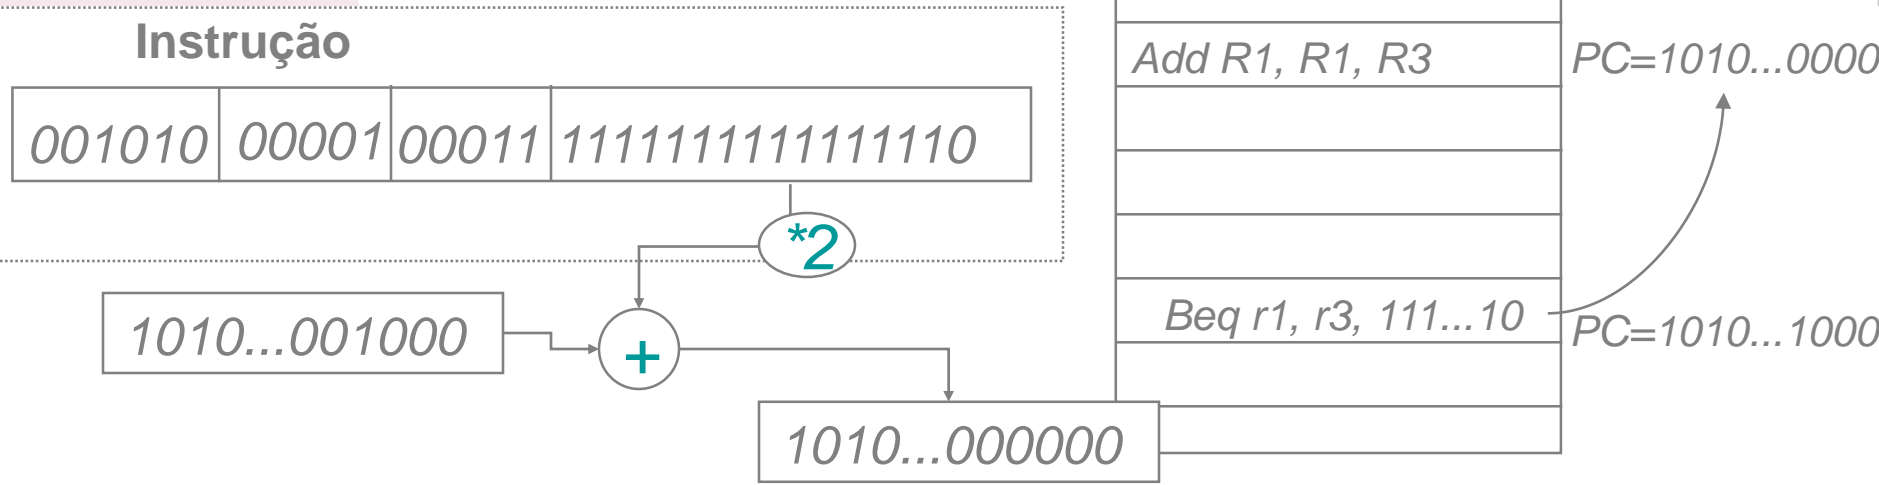 Instrução
001010 00001 00011 1111111111111110
*2
1010...001000
+
1010...000000
Add R1, R1, R3
PC=1010...0000
Beq r1, r3, 111...10
PC=1010...1000